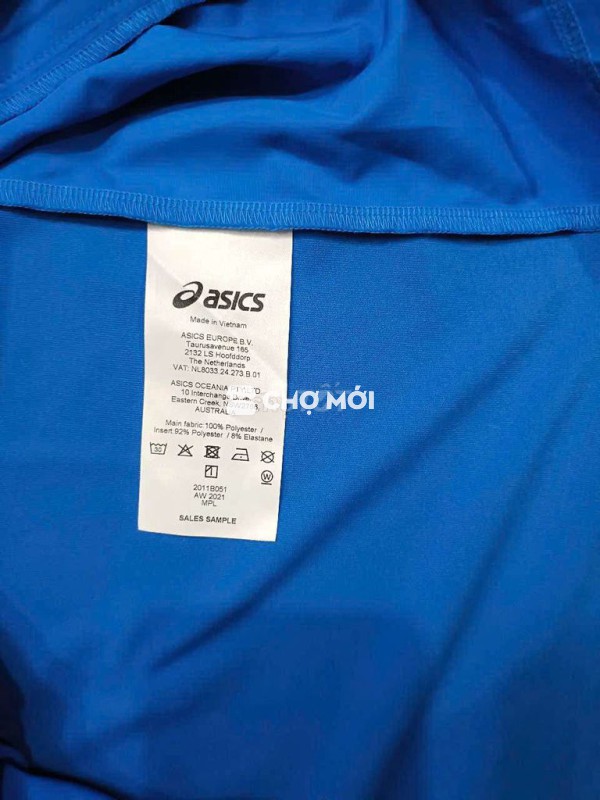 asics
Made in Vietnam
ASICS EUROPE B.V.
Taurusavenue 165
2132 LS Hoofddorp
The Netherlands
VAT: NL8033.24.273.B.01
ASICS OCEANIA
10 Interchange Drive,
Eastern Creek,
CHỢ MỚI
Main fabric:100% Polyester /
Insert 92% Polyester / 8% Elastane
30
W
2011B051
AW 2021
MPL
SALES SAMPLE